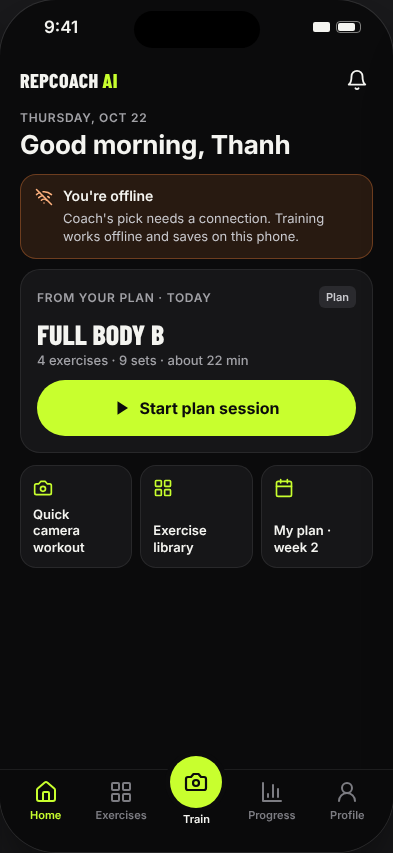 9:41
REPCOACH AI
THURSDAY, OCT 22
Good morning, Thanh
You're offline
Coach's pick needs a connection. Training
works offline and saves on this phone.
FROM YOUR PLAN · TODAY
Plan
FULL BODY B
4 exercises · 9 sets · about 22 min
Start plan session
Quick
camera
workout
Exercise
library
My plan ·
week 2
Home
Exercises
Train
Progress
Profile